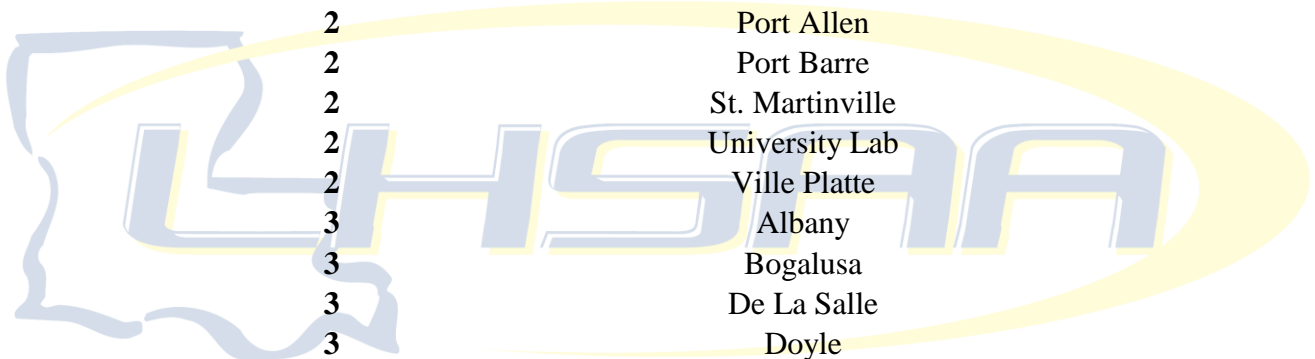 2 Port Allen
2 Port Barre
2 St. Martinville
2 University Lab
2 Ville Platte
3 Albany
3 Bogalusa
3 De La Salle
3 Doyle
LHSAA